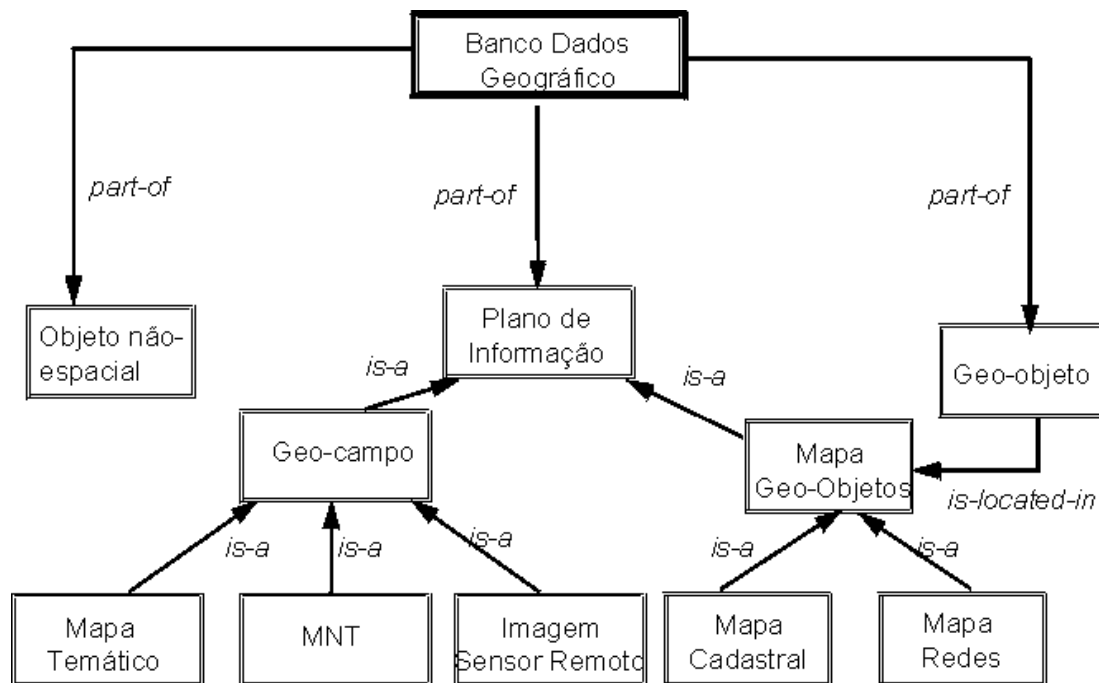 Banco Dados
Geográfico
part-of
part-of
part-of
Objeto não-
espacial
Plano de
Informação
Geo-objeto
is-a
is-a
Geo-campo
Mapa
Geo-Objetos
is-located-in
is-a
is-a
is-a
is-a
is-a
Mapa
Temático
MNT
Imagem
Sensor Remoto
Mapa
Cadastral
Mapa
Redes